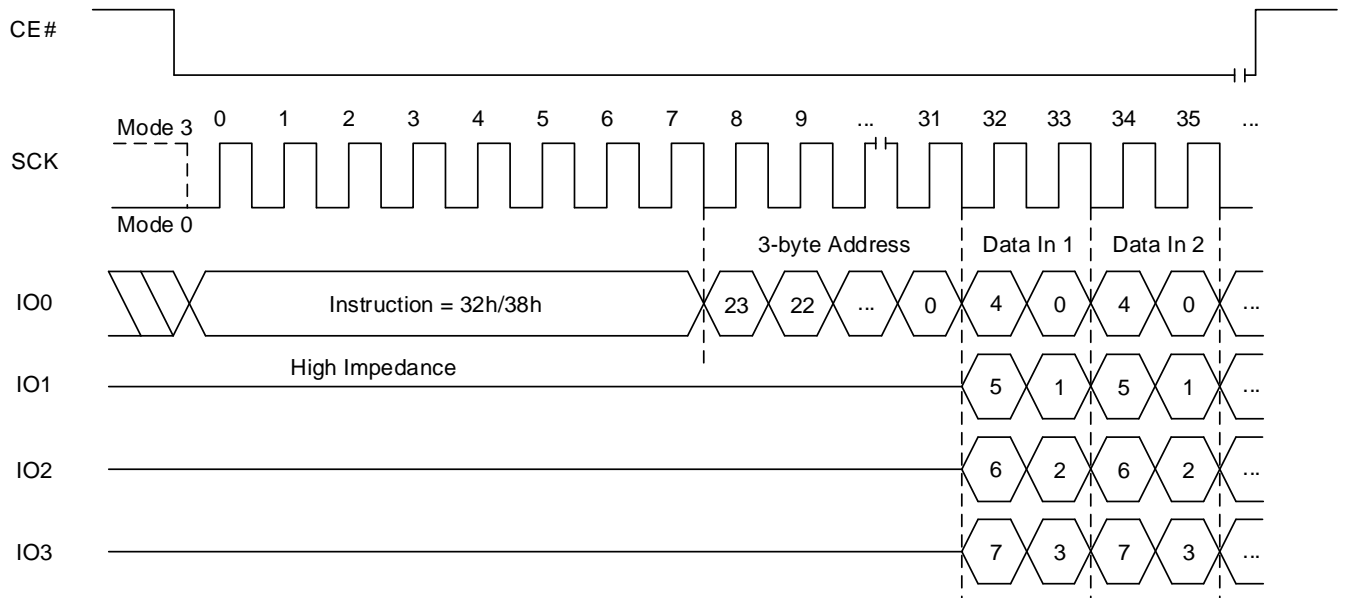 CE#
Mode 3 0 1 2 3 4 5 6 7 8 9 ... 31 32 33 34 35 ...
SCK
Mode 0
3-byte Address Data In 1 Data In 2
IO0 Instruction = 32h/38h 23 22 ... 0 4 0 4 0 ...
High Impedance
IO1 5 1 5 1 ...
IO2 6 2 6 2 ...
IO3 7 3 7 3 ...